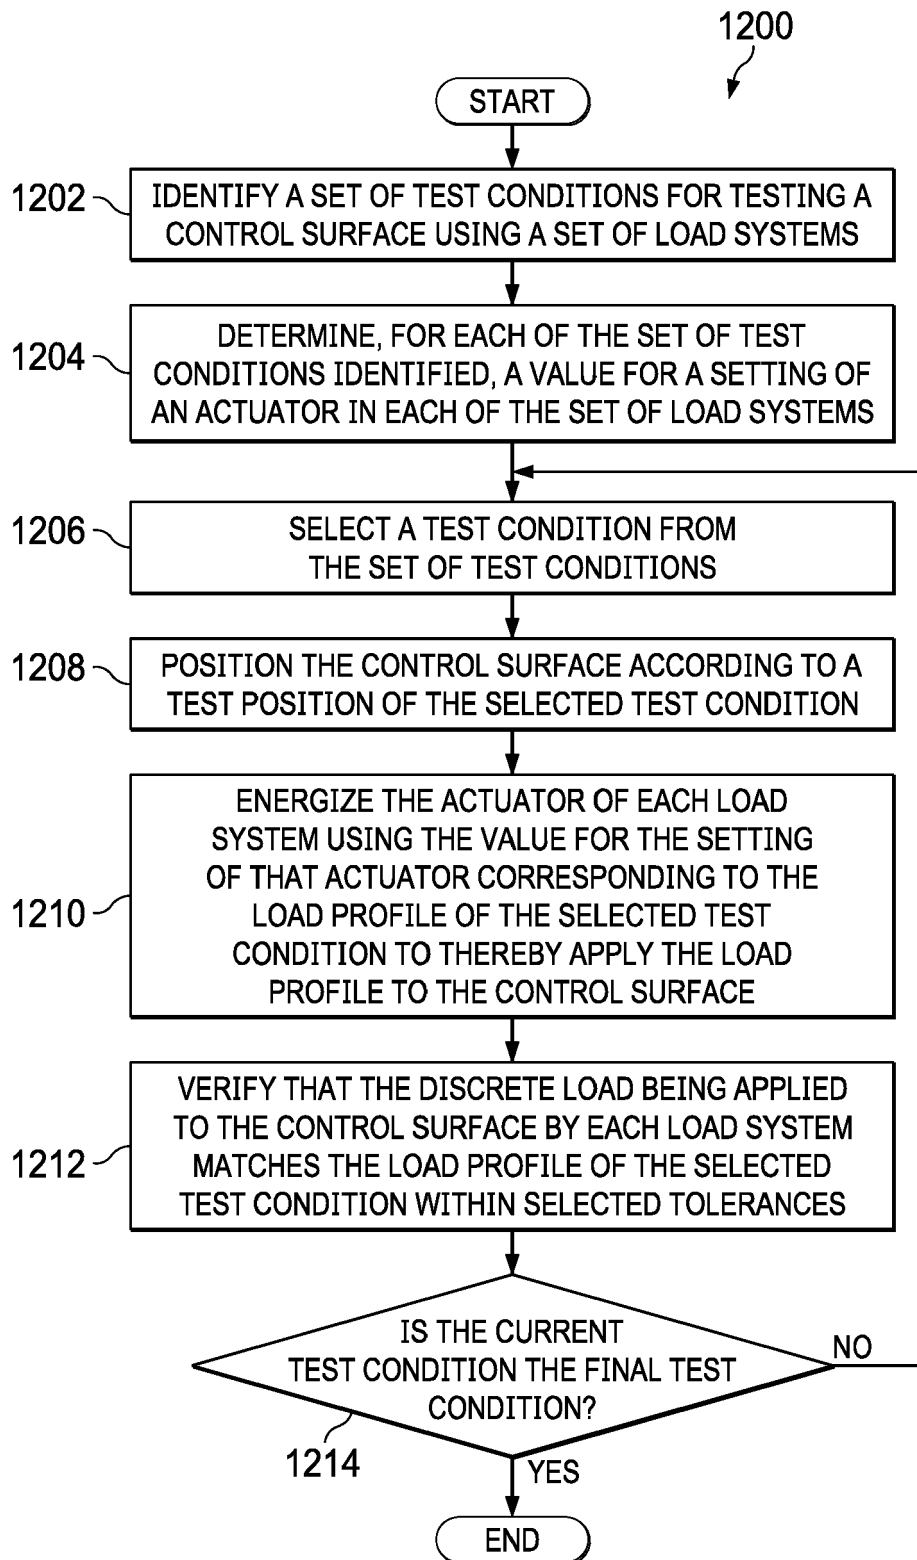 1200
START
1202
IDENTIFY A SET OF TEST CONDITIONS FOR TESTING A
CONTROL SURFACE USING A SET OF LOAD SYSTEMS
1204
DETERMINE, FOR EACH OF THE SET OF TEST
CONDITIONS IDENTIFIED, A VALUE FOR A SETTING OF
AN ACTUATOR IN EACH OF THE SET OF LOAD SYSTEMS
1206
SELECT A TEST CONDITION FROM
THE SET OF TEST CONDITIONS
1208
POSITION THE CONTROL SURFACE ACCORDING TO A
TEST POSITION OF THE SELECTED TEST CONDITION
1210
ENERGIZE THE ACTUATOR OF EACH LOAD
SYSTEM USING THE VALUE FOR THE SETTING
OF THAT ACTUATOR CORRESPONDING TO THE
LOAD PROFILE OF THE SELECTED TEST
CONDITION TO THEREBY APPLY THE LOAD
PROFILE TO THE CONTROL SURFACE
1212
VERIFY THAT THE DISCRETE LOAD BEING APPLIED
TO THE CONTROL SURFACE BY EACH LOAD SYSTEM
MATCHES THE LOAD PROFILE OF THE SELECTED
TEST CONDITION WITHIN SELECTED TOLERANCES
IS THE CURRENT
TEST CONDITION THE FINAL TEST
CONDITION?
NO
1214
YES
END